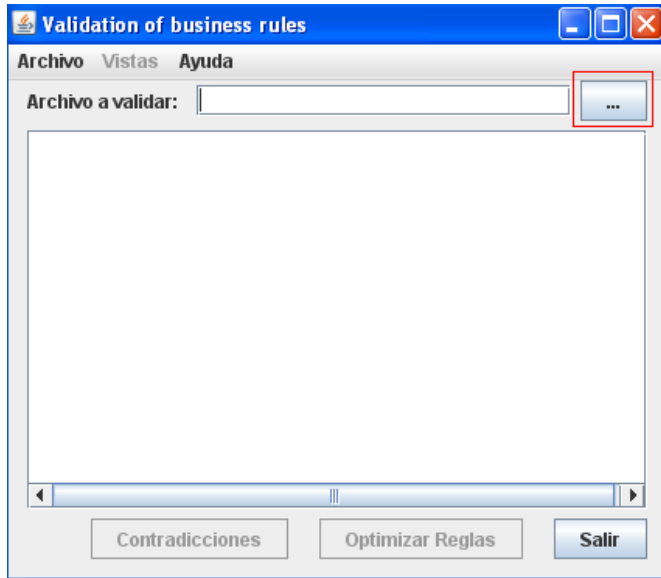 Validation of business rules
Archivo Vistas Ayuda
Archivo a validar: ...
Contradicciones Optimizar Reglas Salir